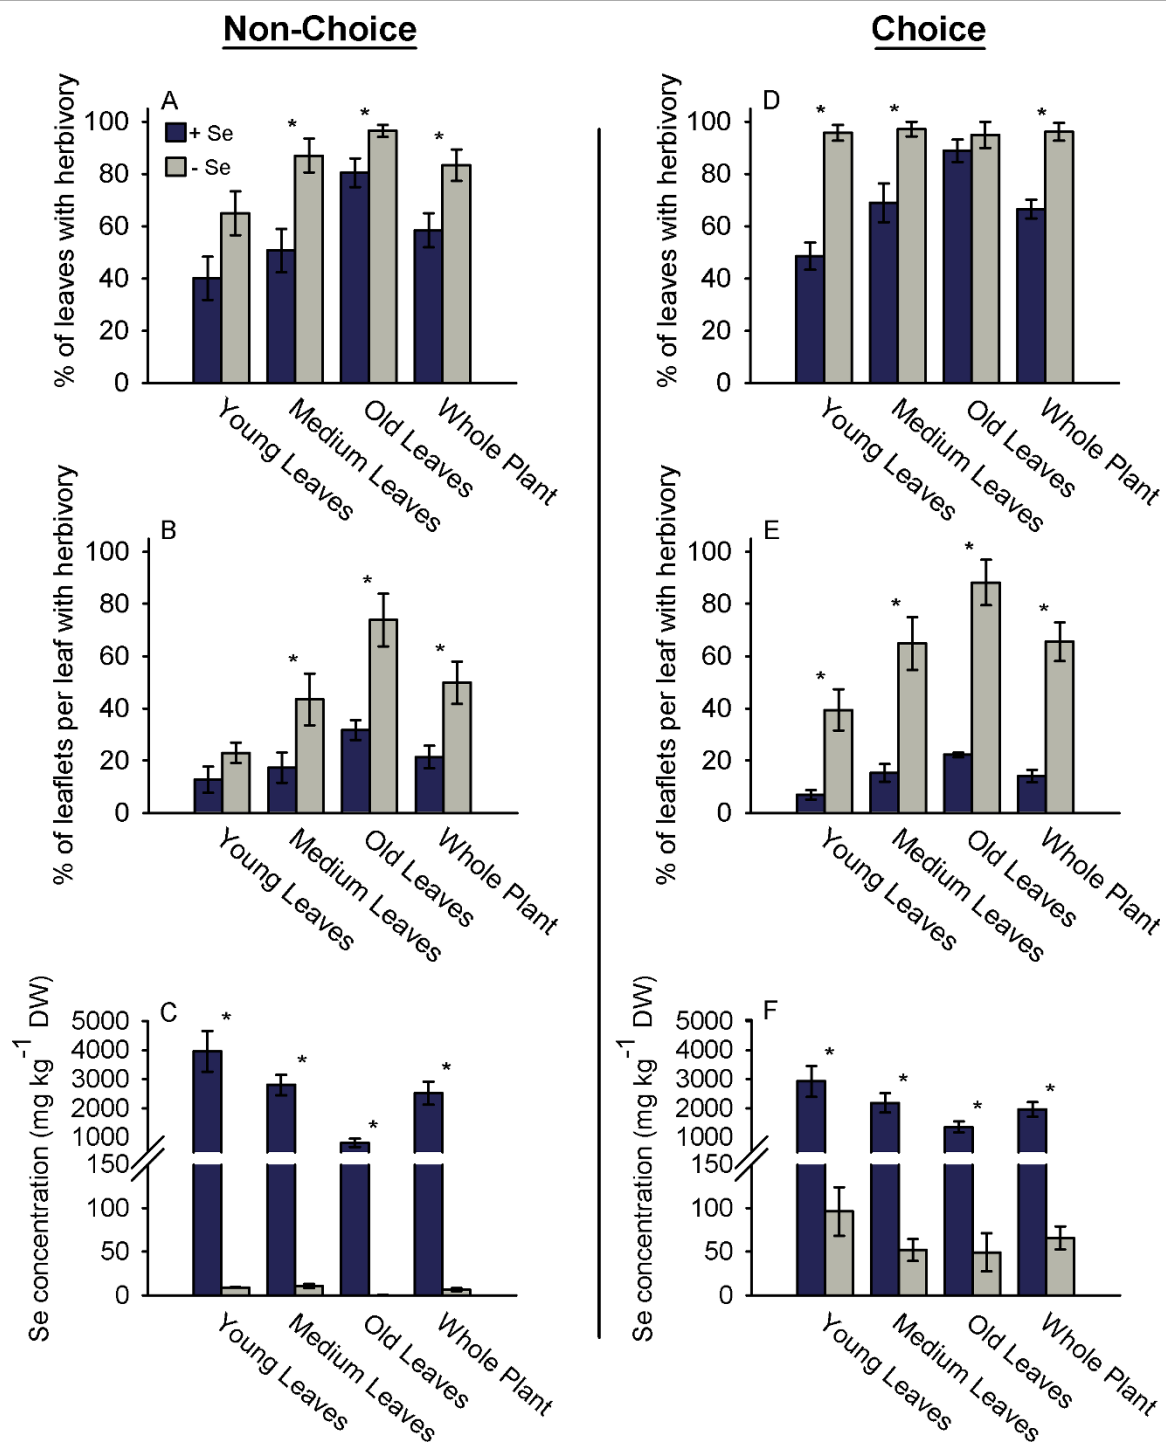 Non-Choice
Choice
A
% of leaves with herbivory
100
80
60
40
20
0
+ Se
- Se
*
*
*
Young Leaves
Medium Leaves
Old Leaves
Whole Plant
D
% of leaves with herbivory
100
80
60
40
20
0
*
*
*
Young Leaves
Medium Leaves
Old Leaves
Whole Plant
B
% of leaflets per leaf with herbivory
100
80
60
40
20
0
*
*
*
Young Leaves
Medium Leaves
Old Leaves
Whole Plant
E
% of leaflets per leaf with herbivory
100
80
60
40
20
0
*
*
*
*
Young Leaves
Medium Leaves
Old Leaves
Whole Plant
C
Se concentration (mg kg⁻¹ DW)
5000
4000
3000
2000
1000
150
100
50
0
*
*
*
*
Young Leaves
Medium Leaves
Old Leaves
Whole Plant
F
Se concentration (mg kg⁻¹ DW)
5000
4000
3000
2000
1000
150
100
50
0
*
*
*
*
Young Leaves
Medium Leaves
Old Leaves
Whole Plant